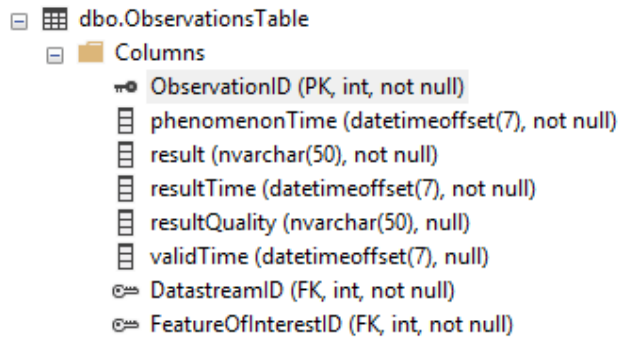 dbo.ObservationsTable
Columns
ObservationID (PK, int, not null)
phenomenonTime (datetimeoffset(7), not null)
result (nvarchar(50), not null)
resultTime (datetimeoffset(7), not null)
resultQuality (nvarchar(50), null)
validTime (datetimeoffset(7), null)
DatastreamID (FK, int, not null)
FeatureOfInterestID (FK, int, not null)